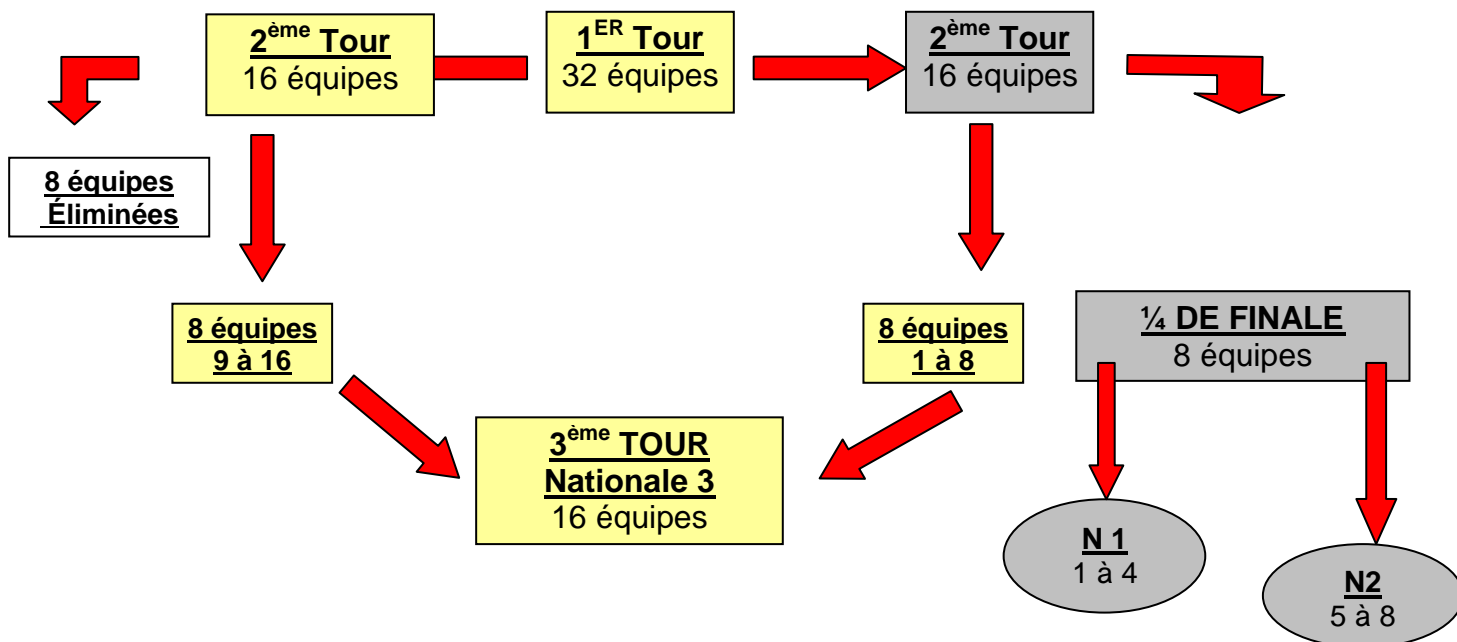 2ème Tour
16 équipes
1ER Tour
32 équipes
2ème Tour
16 équipes
8 équipes
Éliminées
8 équipes
9 à 16
8 équipes
1 à 8
¼ DE FINALE
8 équipes
3ème TOUR
Nationale 3
16 équipes
N 1
1 à 4
N2
5 à 8